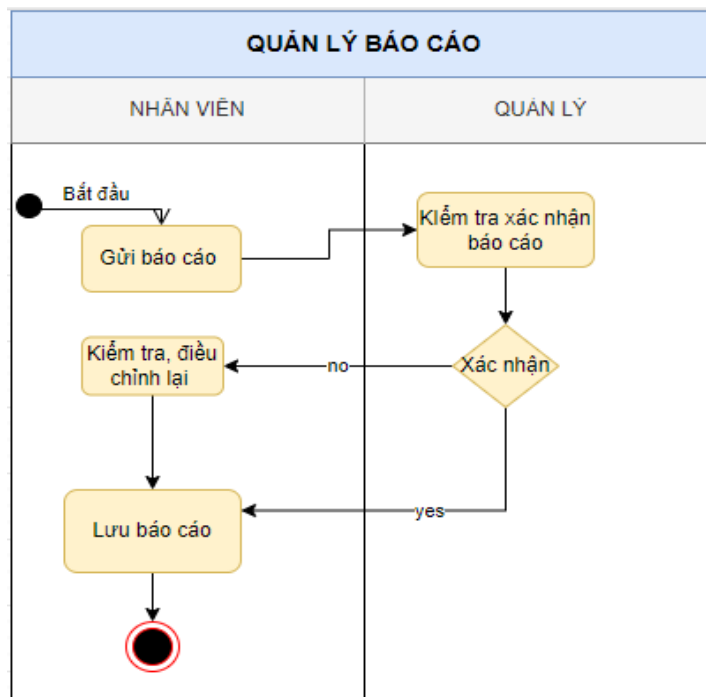 QUẢN LÝ BÁO CÁO
NHÂN VIÊN
QUẢN LÝ
Bắt đầu
Gửi báo cáo
KIểm tra xác nhận
báo cáo
Kiểm tra, điều
chỉnh lại
no
Xác nhận
Lưu báo cáo
yes